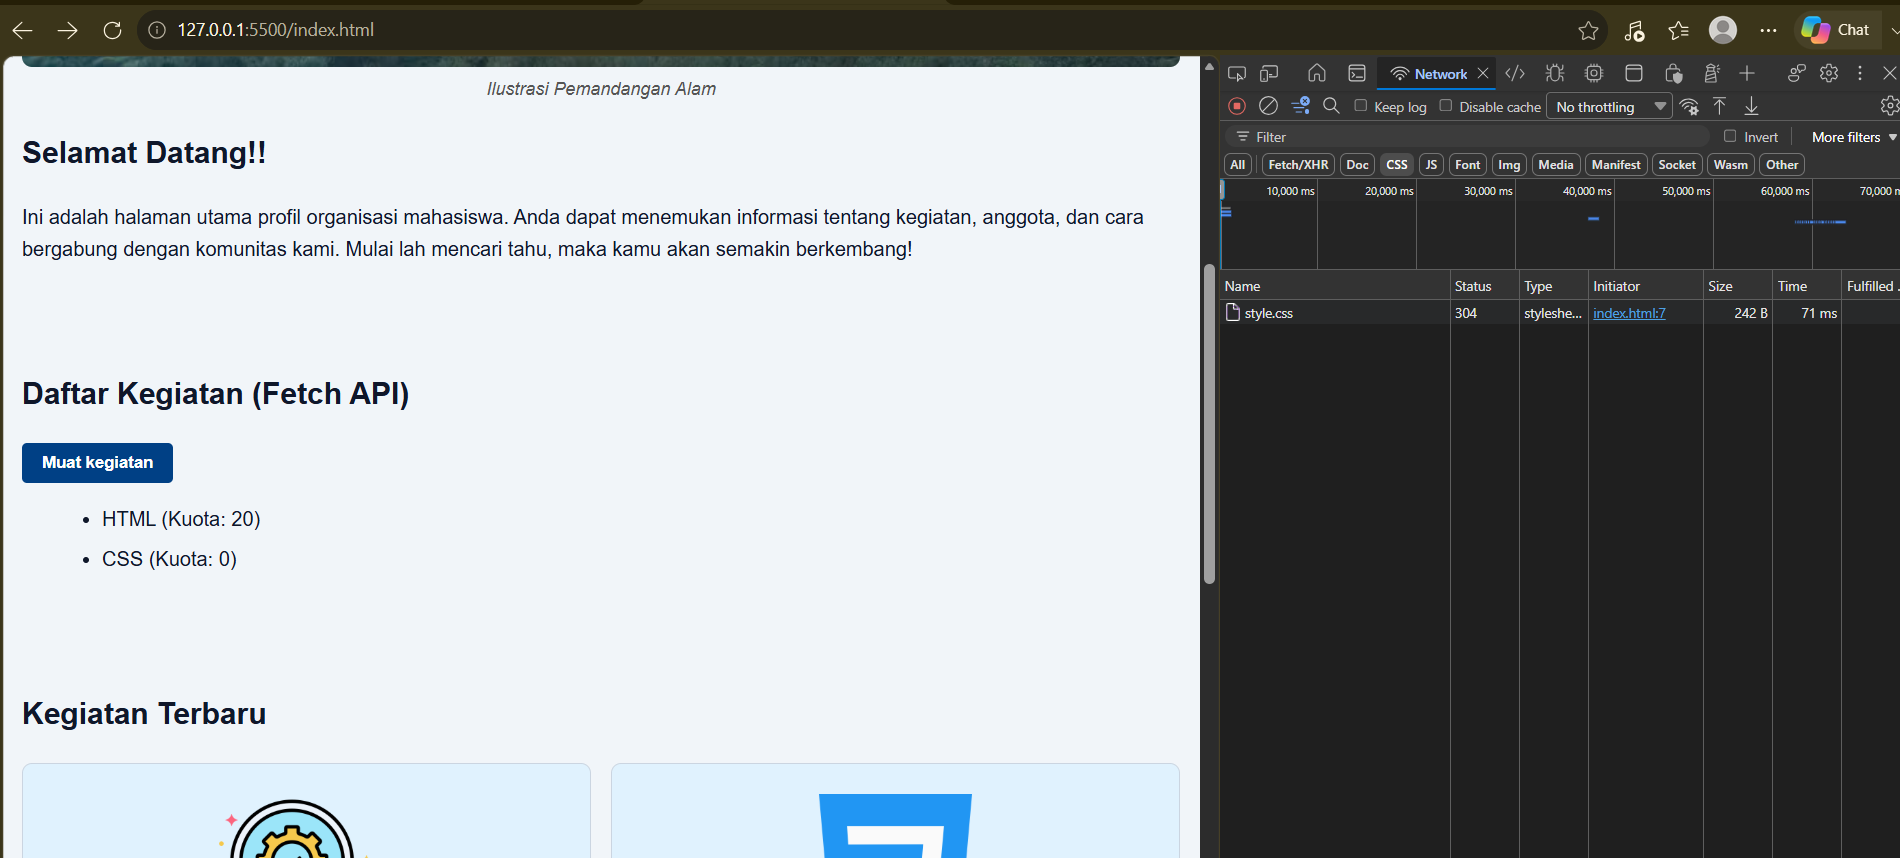 127.0.0.1:5500/index.html
Chat
Ilustrasi Pemandangan Alam
Selamat Datang!!
Ini adalah halaman utama profil organisasi mahasiswa. Anda dapat menemukan informasi tentang kegiatan, anggota, dan cara
bergabung dengan komunitas kami. Mulai lah mencari tahu, maka kamu akan semakin berkembang!
Daftar Kegiatan (Fetch API)
Muat kegiatan
• HTML (Kuota: 20)
• CSS (Kuota: 0)
Kegiatan Terbaru
Network
Keep log Disable cache No throttling
Filter Invert More filters
All Fetch/XHR Doc CSS JS Font Img Media Manifest Socket Wasm Other
10,000 ms 20,000 ms 30,000 ms 40,000 ms 50,000 ms 60,000 ms 70,000 m
Name Status Type Initiator Size Time Fulfilled ..
style.css 304 styleshe... index.html:7 242 B 71 ms